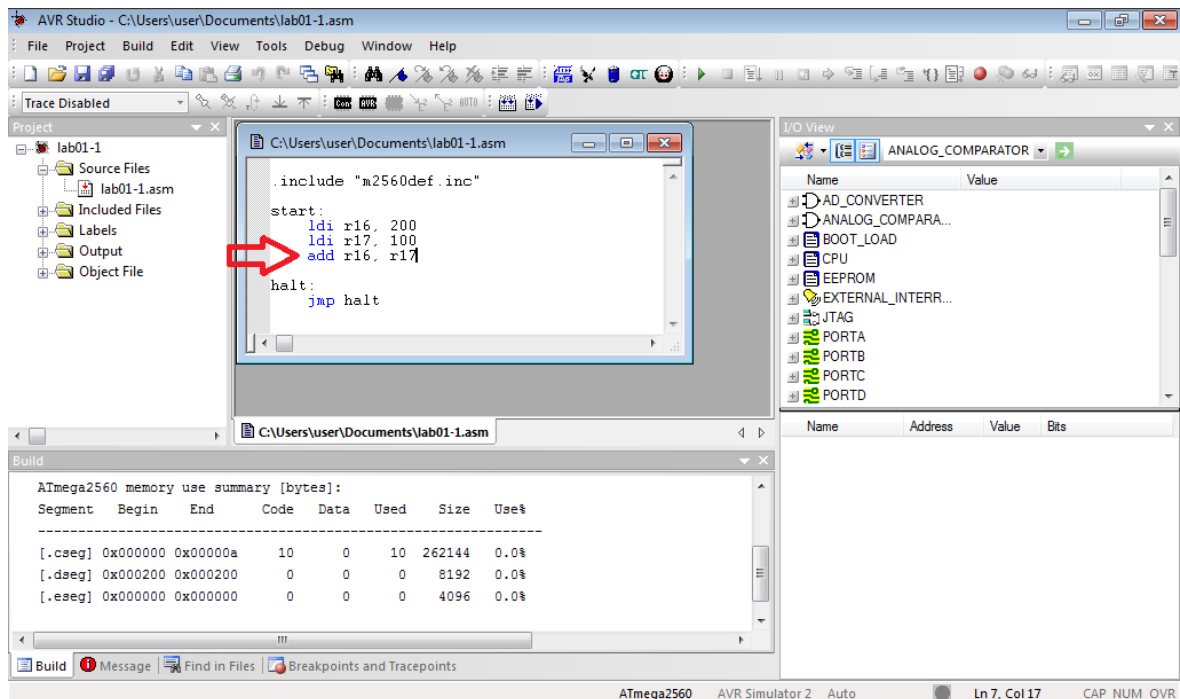 AVR Studio - C:\Users\user\Documents\lab01-1.asm
File Project Build Edit View Tools Debug Window Help
Trace Disabled
Con AVR AUTO
Project
lab01-1
Source Files
lab01-1.asm
Included Files
Labels
Output
Object File
C:\Users\user\Documents\lab01-1.asm
.include "m2560def.inc"
start:
ldi r16, 200
ldi r17, 100
add r16, r17
halt:
jmp halt
C:\Users\user\Documents\lab01-1.asm
I/O View
ANALOG_COMPARATOR
Name Value
AD_CONVERTER
ANALOG_COMPARA...
BOOT_LOAD
CPU
EEPROM
EXTERNAL_INTERR...
JTAG
PORTA
PORTB
PORTC
PORTD
Name Address Value Bits
Build
ATmega2560 memory use summary [bytes]:
Segment Begin End Code Data Used Size Use%
---------------------------------------------------------------
[.cseg] 0x000000 0x00000a 10 0 10 262144 0.0%
[.dseg] 0x000200 0x000200 0 0 0 8192 0.0%
[.eseg] 0x000000 0x000000 0 0 0 4096 0.0%
Build Message Find in Files Breakpoints and Tracepoints
ATmega2560 AVR Simulator 2 Auto Ln 7, Col 17 CAP NUM OVR